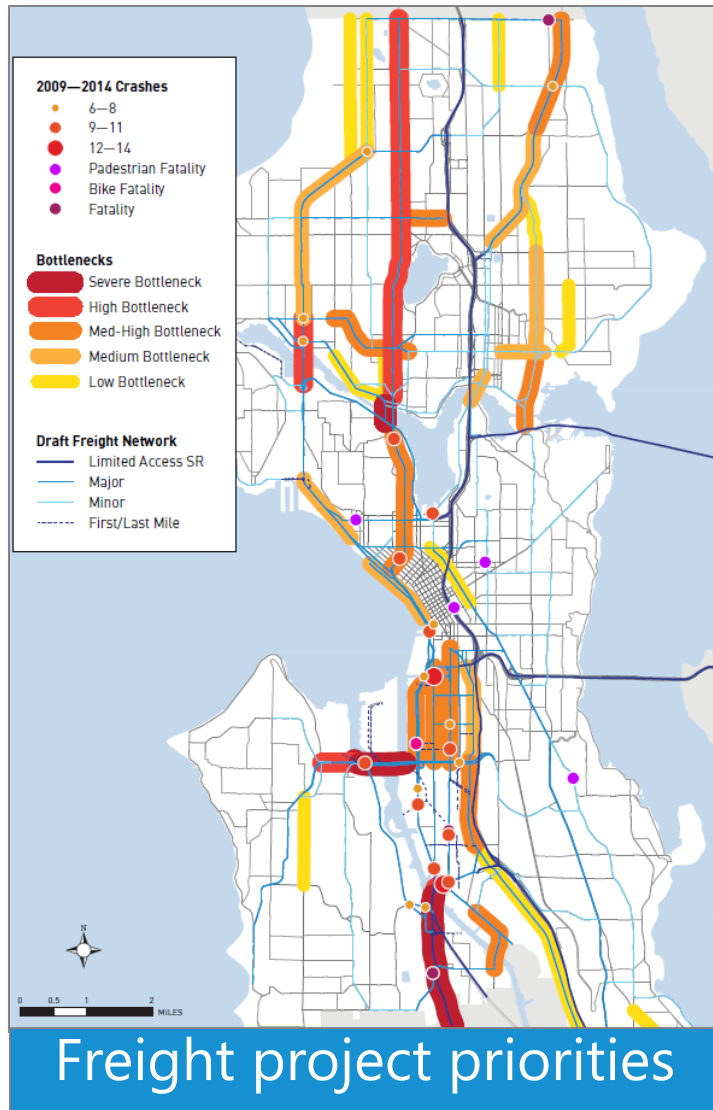 2009—2014 Crashes
6—8
9—11
12—14
Padestrian Fatality
Bike Fatality
Fatality
Bottlenecks
Severe Bottleneck
High Bottleneck
Med-High Bottleneck
Medium Bottleneck
Low Bottleneck
Draft Freight Network
Limited Access SR
Major
Minor
First/Last Mile
N
0 0.5 1 2
MILES
Freight project priorities